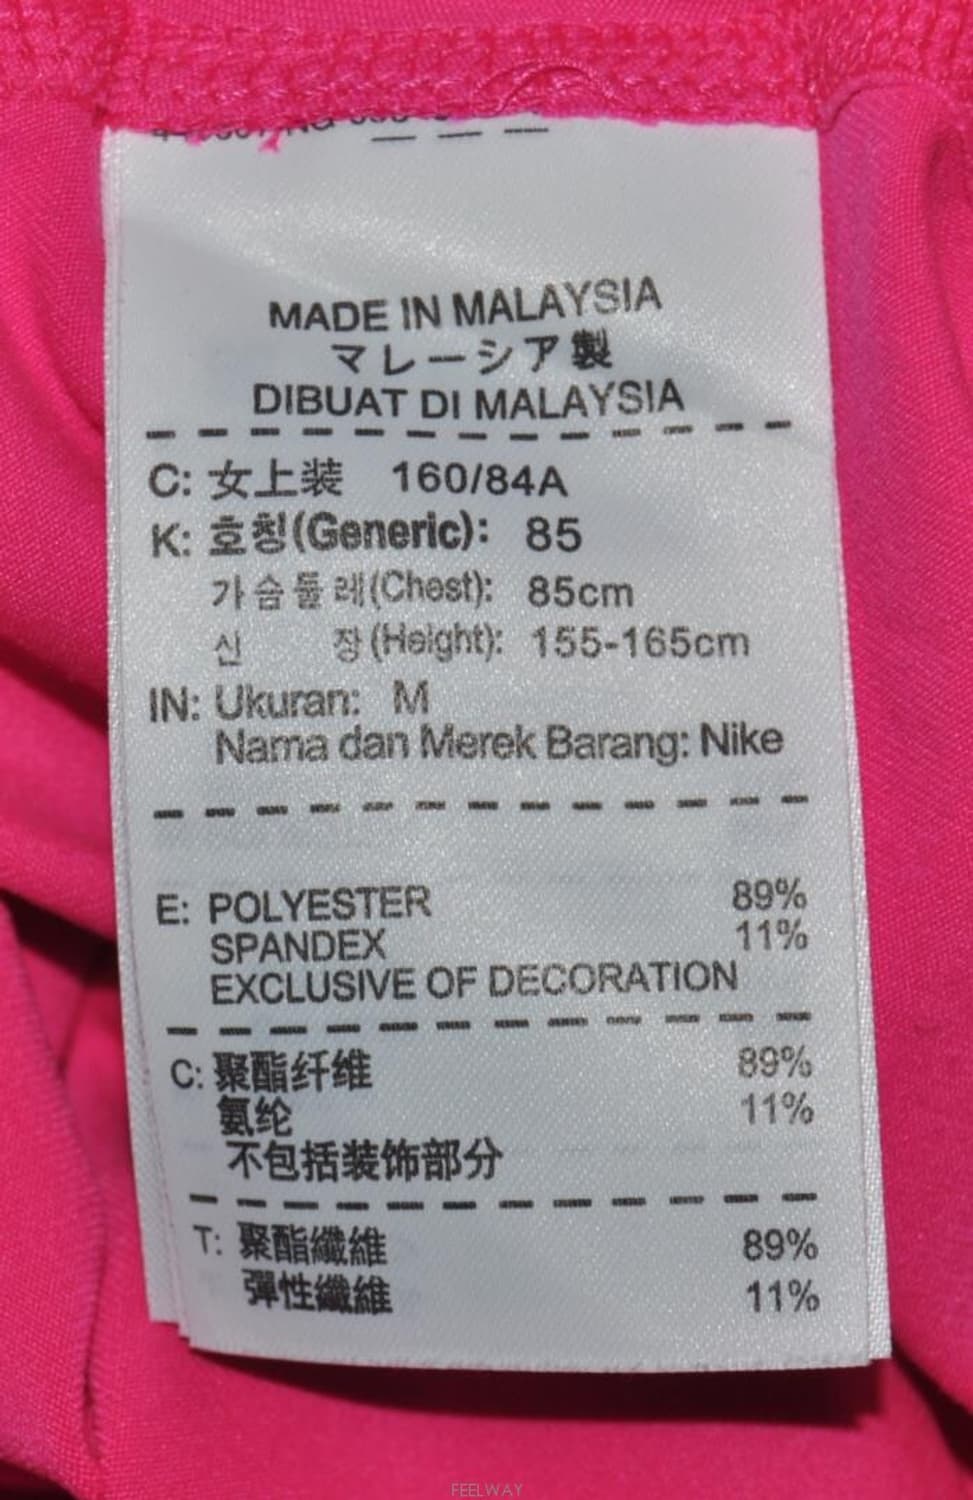 MADE IN MALAYSIA
マレーシア製
DIBUAT DI MALAYSIA
C: 女上装 160/84A
K: 호칭(Generic): 85
가슴둘레(Chest): 85cm
신 장(Height): 155-165cm
IN: Ukuran: M
Nama dan Merek Barang: Nike
E: POLYESTER 89%
SPANDEX 11%
EXCLUSIVE OF DECORATION
C: 聚酯纤维 89%
氨纶 11%
不包括装饰部分
T: 聚酯纖維 89%
彈性纖維 11%
FEELWAY